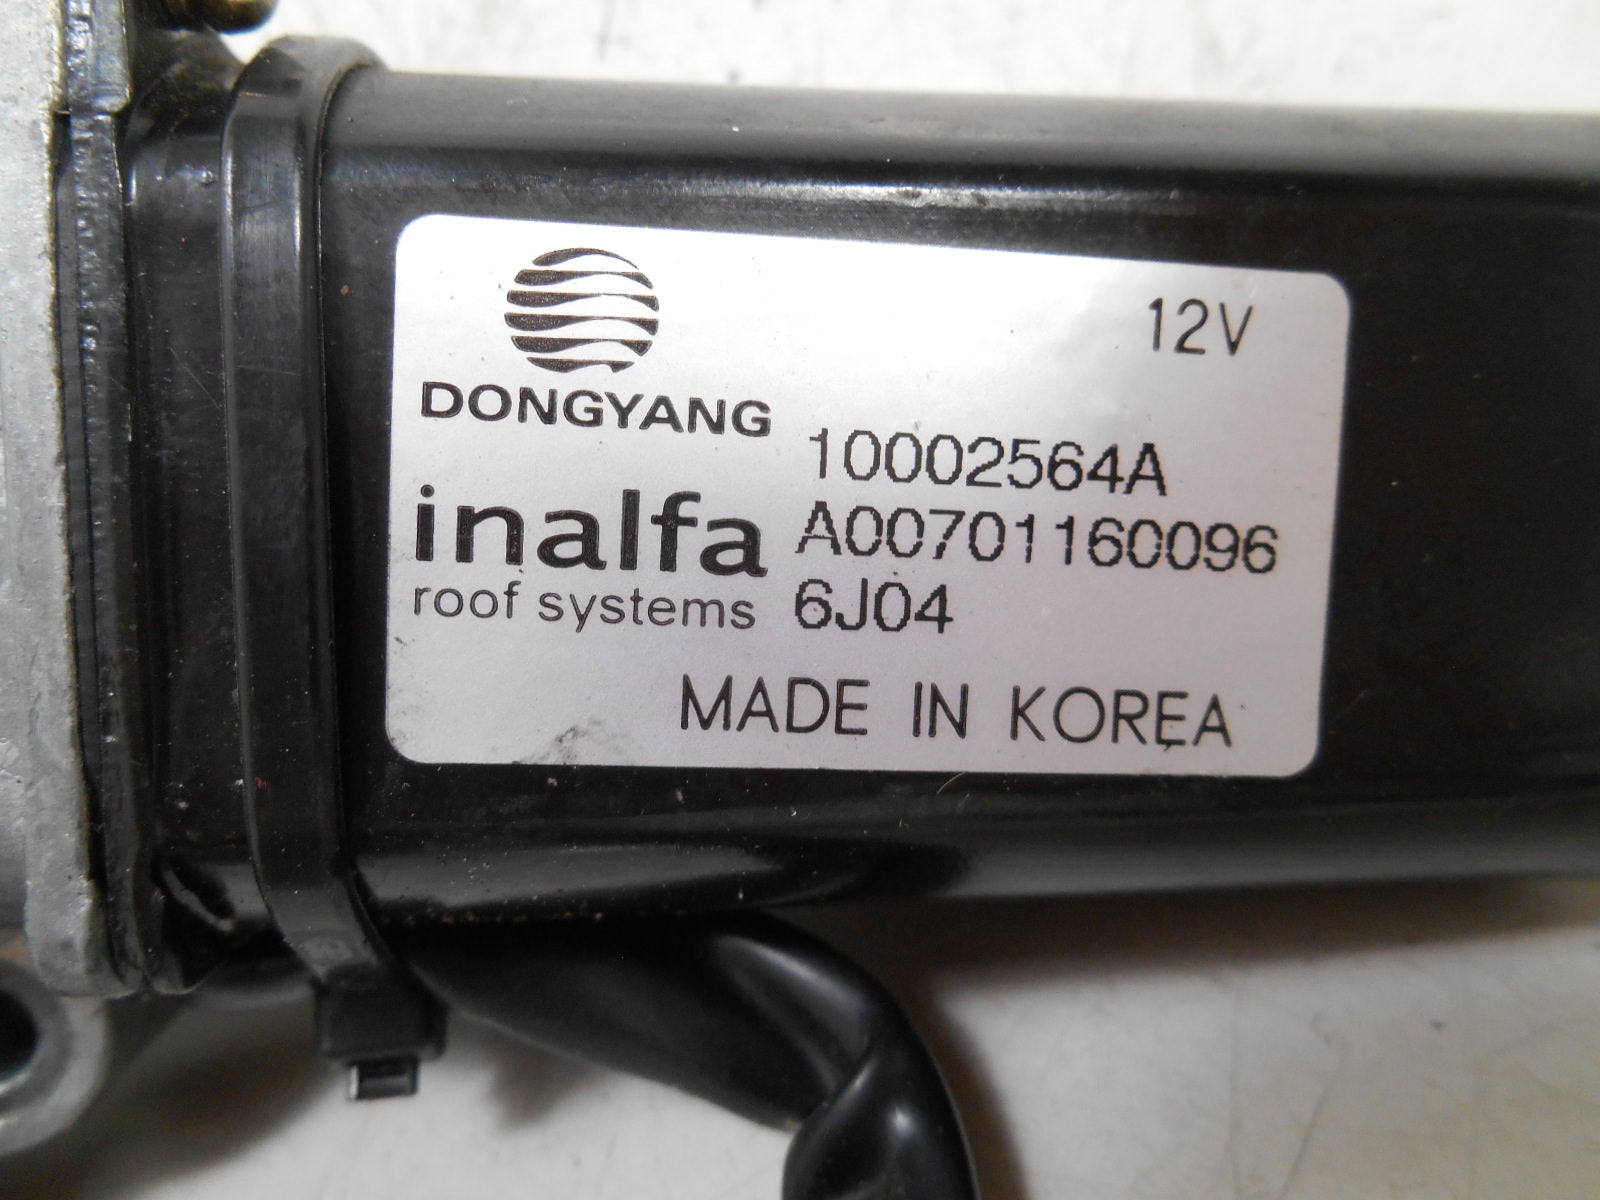 12V
DONGYANG
10002564A
inalfa
A00701160096
roof systems
6J04
MADE IN KOREA